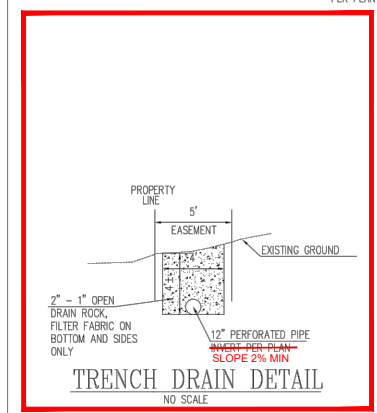 PER PLAN
PROPERTY
LINE
5'
EASEMENT
EXISTING GROUND
4'
2" - 1" OPEN
DRAIN ROCK,
FILTER FABRIC ON
BOTTOM AND SIDES
ONLY
12" PERFORATED PIPE
INVERT PER PLAN
SLOPE 2% MIN
TRENCH DRAIN DETAIL
NO SCALE